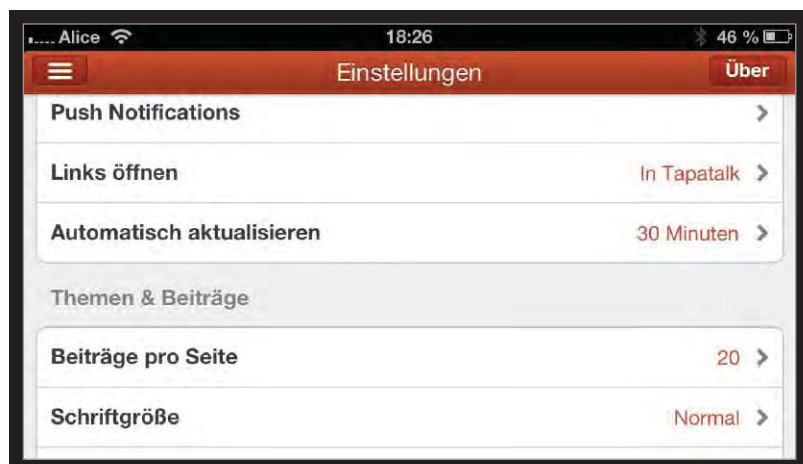 Alice 18:26 46 %
Einstellungen Über
Push Notifications
Links öffnen In Tapatalk
Automatisch aktualisieren 30 Minuten
Themen & Beiträge
Beiträge pro Seite 20
Schriftgröße Normal